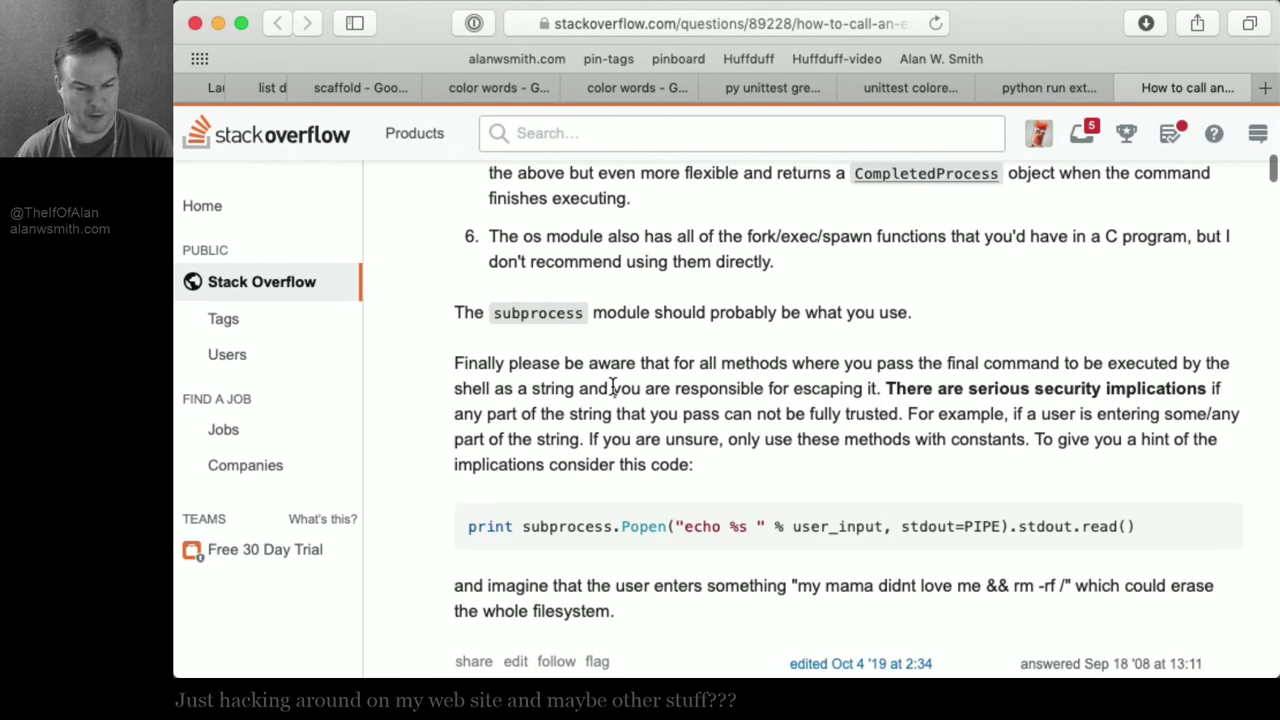 stackoverflow.com/questions/89228/how-to-call-an-e
alanwsmith.com pin-tags pinboard Huffduff Huffduff-video Alan W. Smith
Lau list d scaffold - Goo... color words - G... color words - G... py unittest gre... unittest colore... python run ext... How to call an...
stackoverflow Products Search... 5
@TheIfOfAlan
alanwsmith.com
Home
PUBLIC
Stack Overflow
Tags
Users
FIND A JOB
Jobs
Companies
TEAMS What's this?
Free 30 Day Trial
the above but even more flexible and returns a CompletedProcess object when the command
finishes executing.
6. The os module also has all of the fork/exec/spawn functions that you'd have in a C program, but I
don't recommend using them directly.
The subprocess module should probably be what you use.
Finally please be aware that for all methods where you pass the final command to be executed by the
shell as a string and you are responsible for escaping it. There are serious security implications if
any part of the string that you pass can not be fully trusted. For example, if a user is entering some/any
part of the string. If you are unsure, only use these methods with constants. To give you a hint of the
implications consider this code:
print subprocess.Popen("echo %s " % user_input, stdout=PIPE).stdout.read()
and imagine that the user enters something "my mama didnt love me && rm -rf /" which could erase
the whole filesystem.
share edit follow flag edited Oct 4 '19 at 2:34 answered Sep 18 '08 at 13:11
Just hacking around on my web site and maybe other stuff???